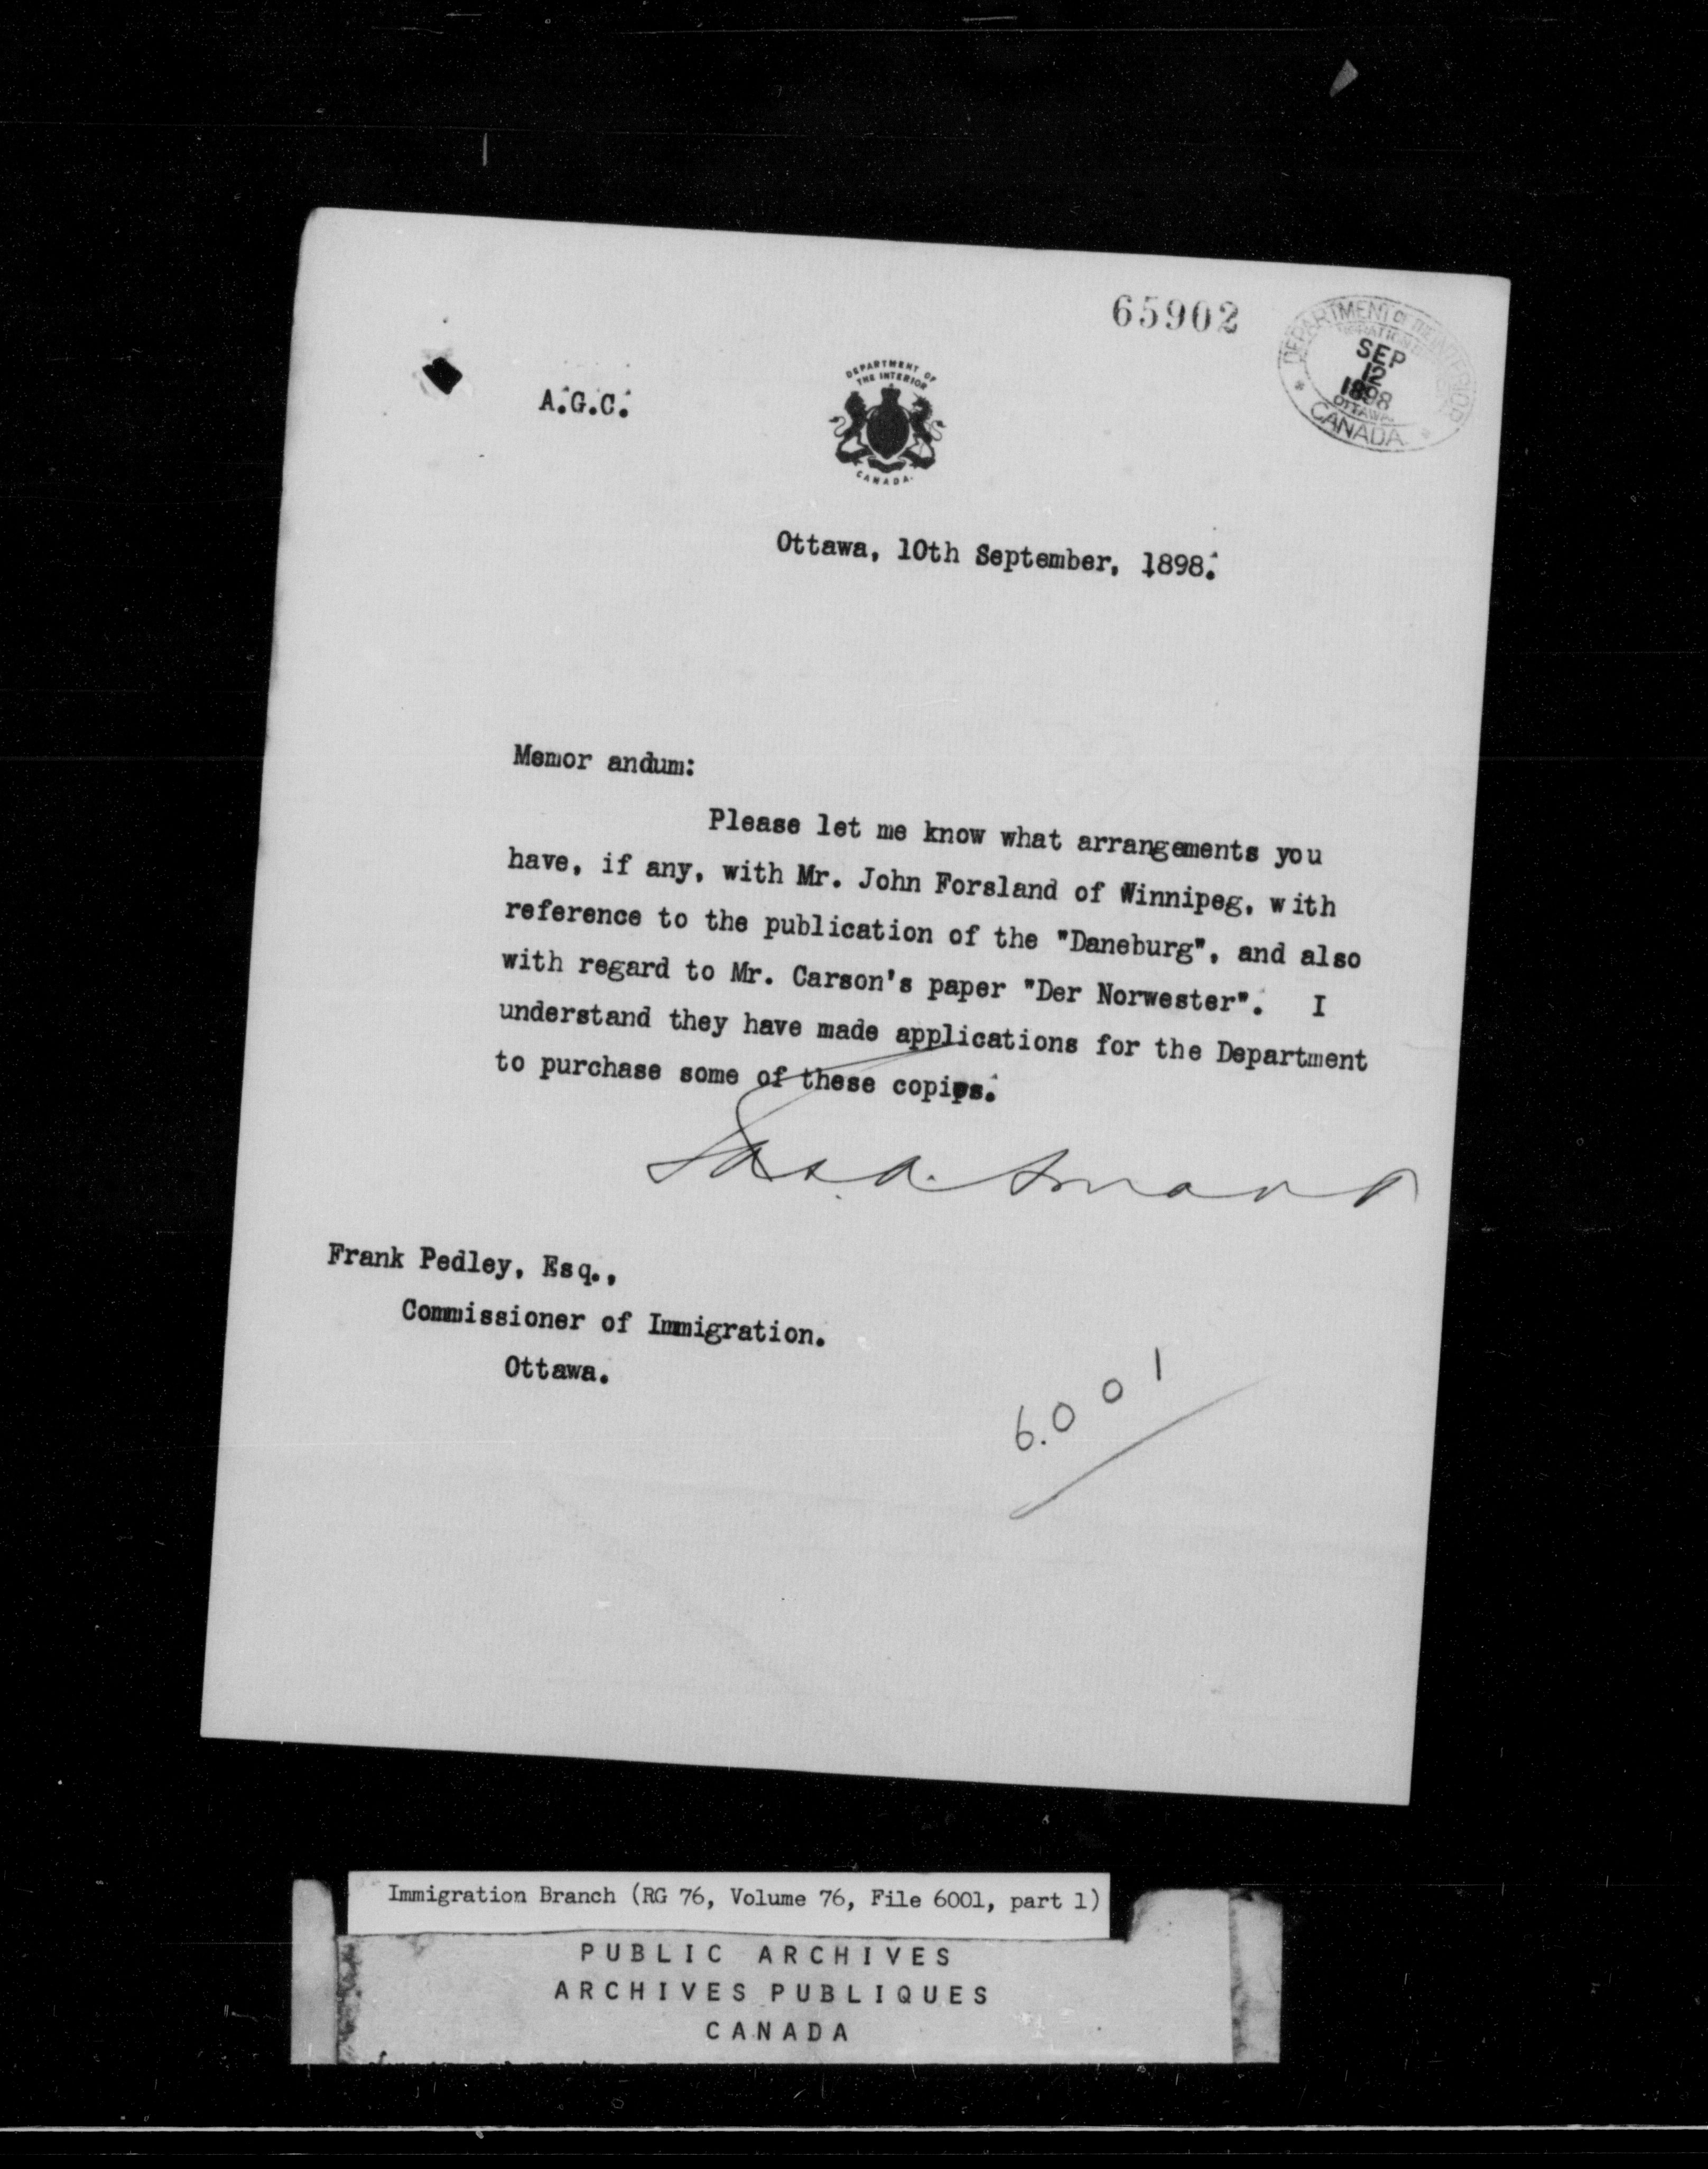 65902
DEPARTMENT OF THE INTERIOR
SEP
12
1898
OTTAWA
CANADA
A.G.C.
DEPARTMENT OF
THE INTERIOR
CANADA.
Ottawa, 10th September, 1898.
Memor andum:
Please let me know what arrangements you
have, if any, with Mr. John Forsland of Winnipeg, with
reference to the publication of the "Daneburg", and also
with regard to Mr. Carson's paper "Der Norwester". I
understand they have made applications for the Department
to purchase some of these copies.
Jas. A. Smart
Frank Pedley, Esq.,
Commissioner of Immigration.
Ottawa.
6.001
Immigration Branch (RG 76, Volume 76, File 6001, part 1)
PUBLIC ARCHIVES
ARCHIVES PUBLIQUES
CANADA